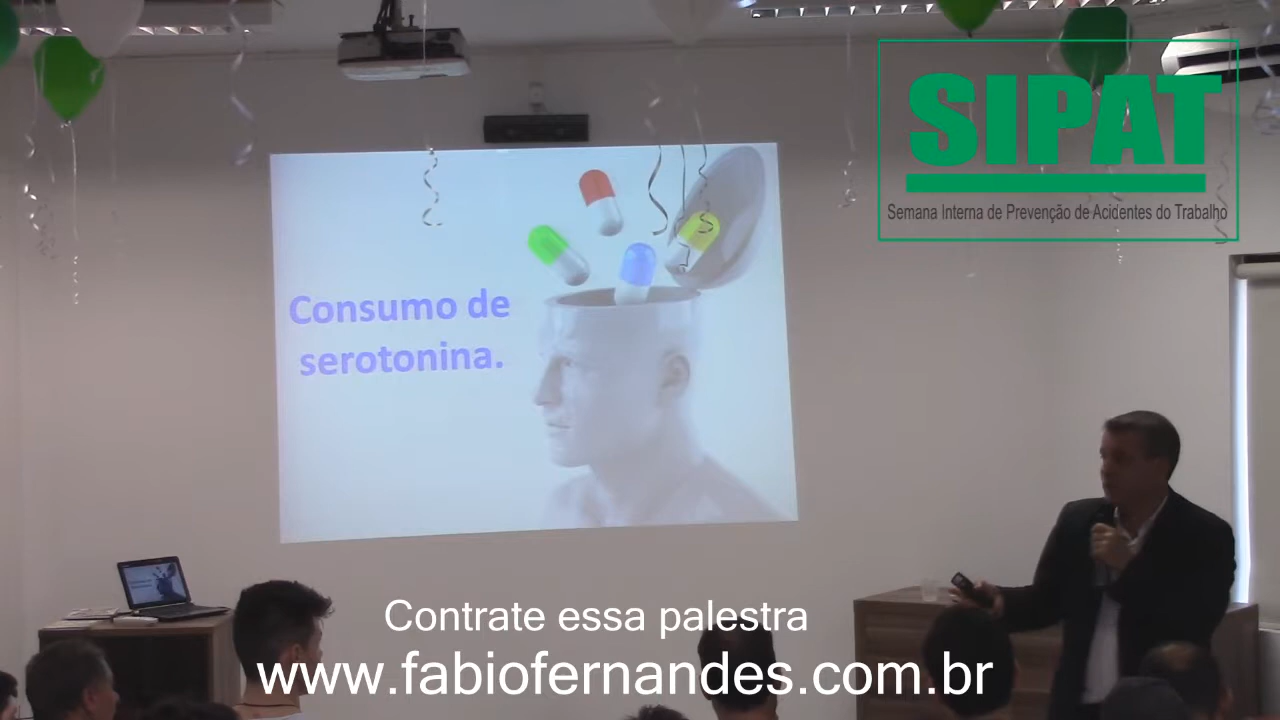 SIPAT
Semana Interna de Prevenção de Acidentes do Trabalho
Consumo de
serotonina.
Contrate essa palestra
www.fabiofernandes.com.br